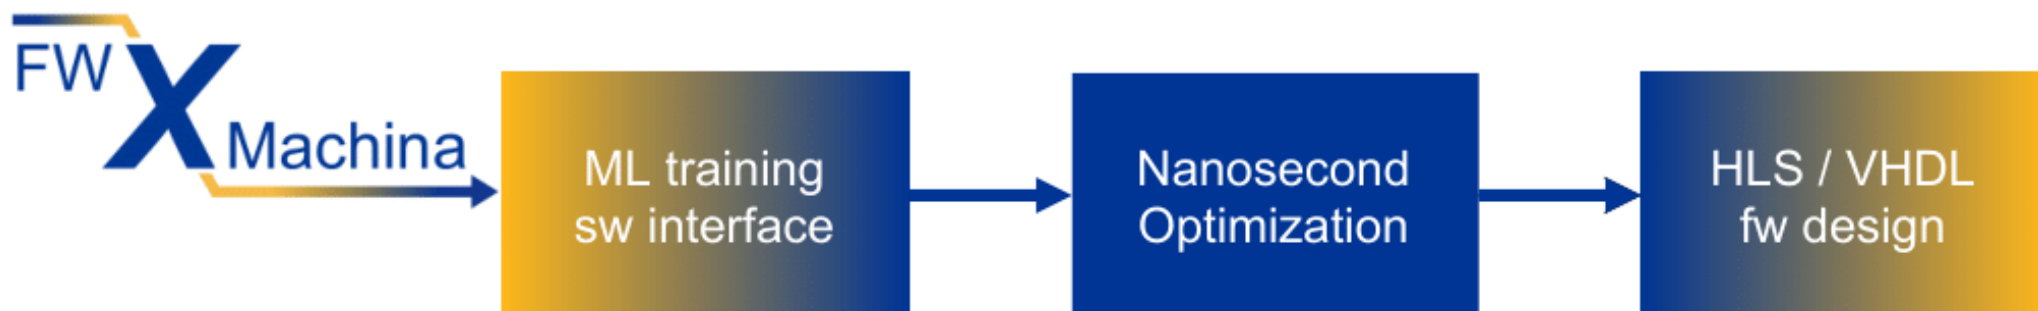 FW
X
Machina
ML training
sw interface
Nanosecond
Optimization
HLS / VHDL
fw design